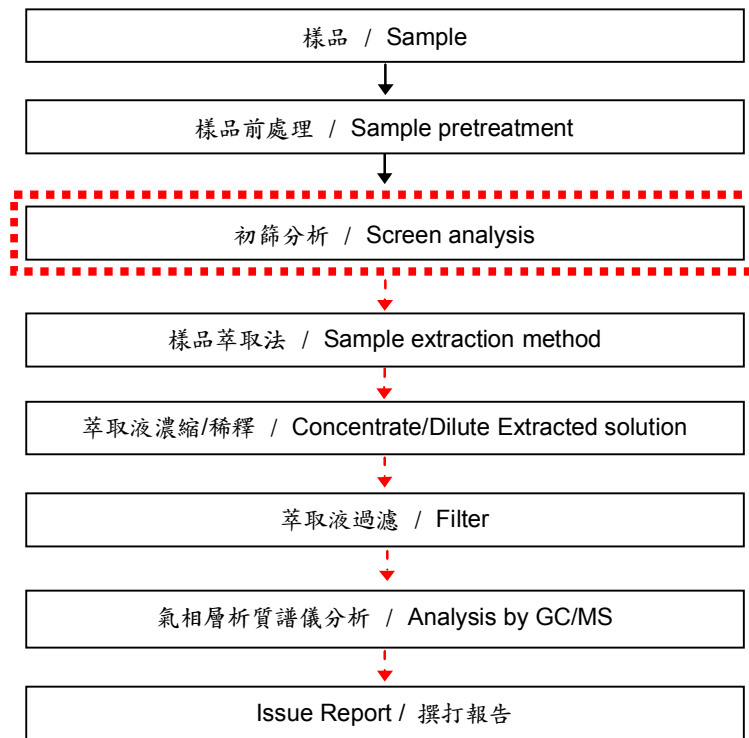 樣品 / Sample
樣品前處理 / Sample pretreatment
初篩分析 / Screen analysis
樣品萃取法 / Sample extraction method
萃取液濃縮/稀釋 / Concentrate/Dilute Extracted solution
萃取液過濾 / Filter
氣相層析質譜儀分析 / Analysis by GC/MS
Issue Report / 撰打報告